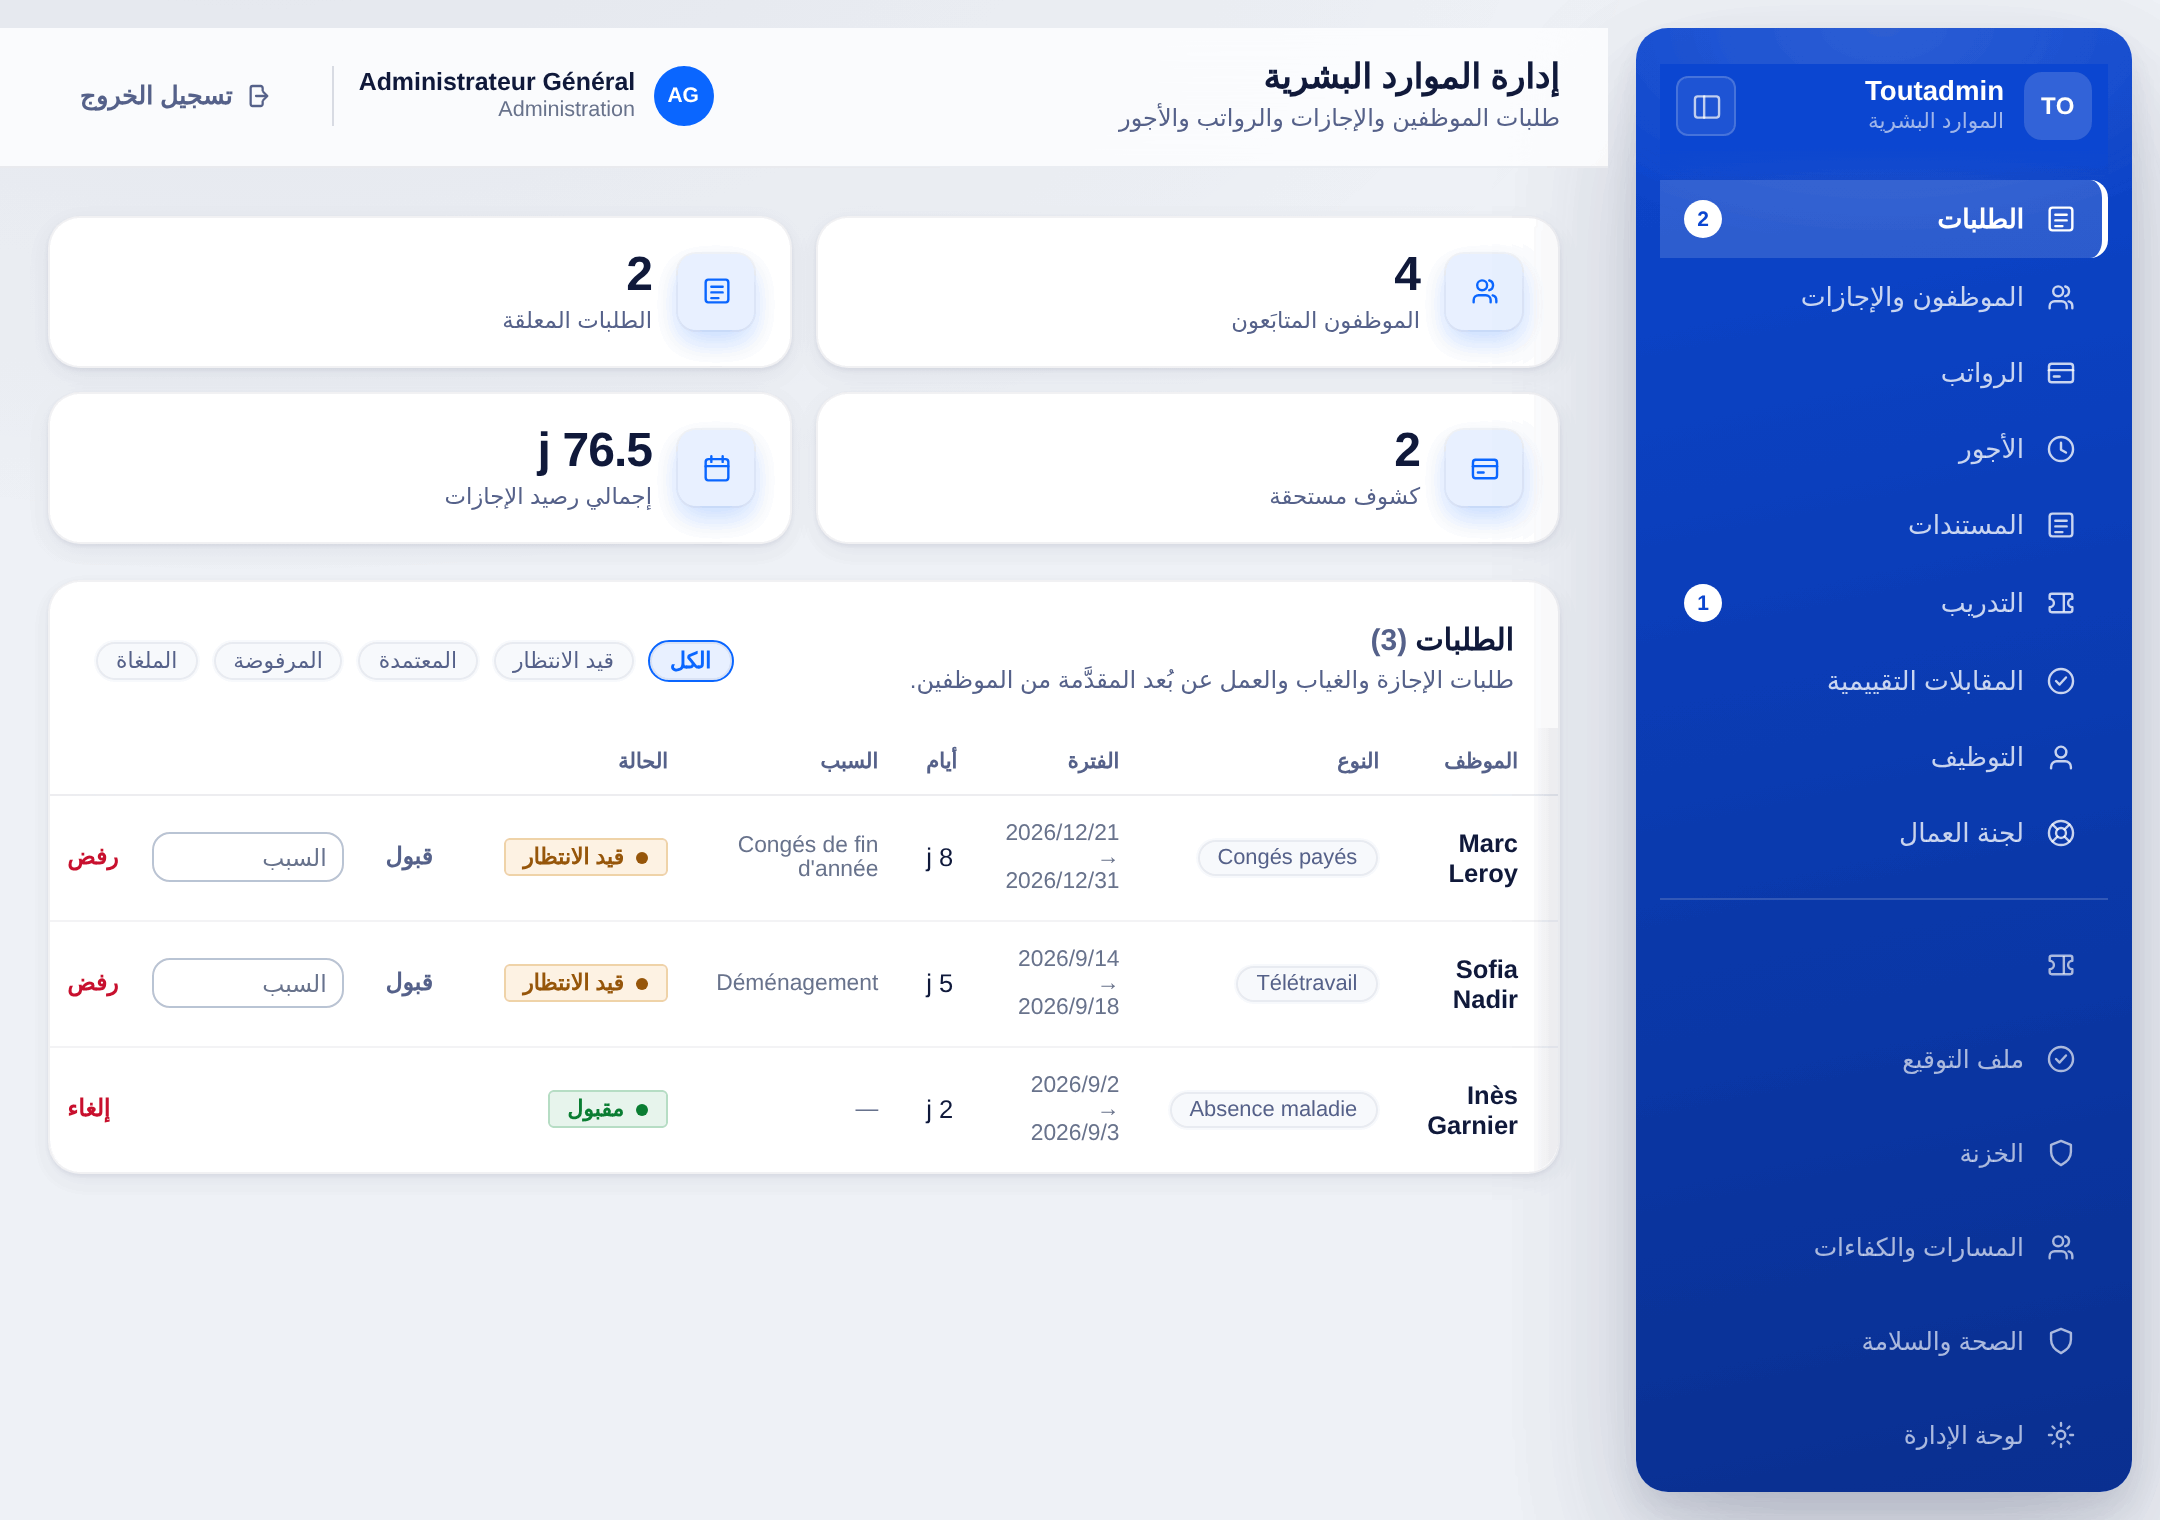 TO
Toutadmin
الموارد البشرية
الطلبات
2
الموظفون والإجازات
الرواتب
الأجور
المستندات
التدريب
1
المقابلات التقييمية
التوظيف
لجنة العمال
ملف التوقيع
الخزنة
المسارات والكفاءات
الصحة والسلامة
لوحة الإدارة
إدارة الموارد البشرية
طلبات الموظفين والإجازات والرواتب والأجور
AG
Administrateur Général
Administration
تسجيل الخروج
4
الموظفون المتابَعون
2
الطلبات المعلقة
2
كشوف مستحقة
76.5 j
إجمالي رصيد الإجازات
الطلبات (3)
طلبات الإجازة والغياب والعمل عن بُعد المقدَّمة من الموظفين.
الكل
قيد الانتظار
المعتمدة
المرفوضة
الملغاة
الموظف
النوع
الفترة
أيام
السبب
الحالة
Marc
Leroy
Congés payés
2026/12/21
→
2026/12/31
8 j
Congés de fin
d'année
قيد الانتظار
قبول
السبب
رفض
Sofia
Nadir
Télétravail
2026/9/14
→
2026/9/18
5 j
Déménagement
قيد الانتظار
قبول
السبب
رفض
Inès
Garnier
Absence maladie
2026/9/2
→
2026/9/3
2 j
—
مقبول
إلغاء